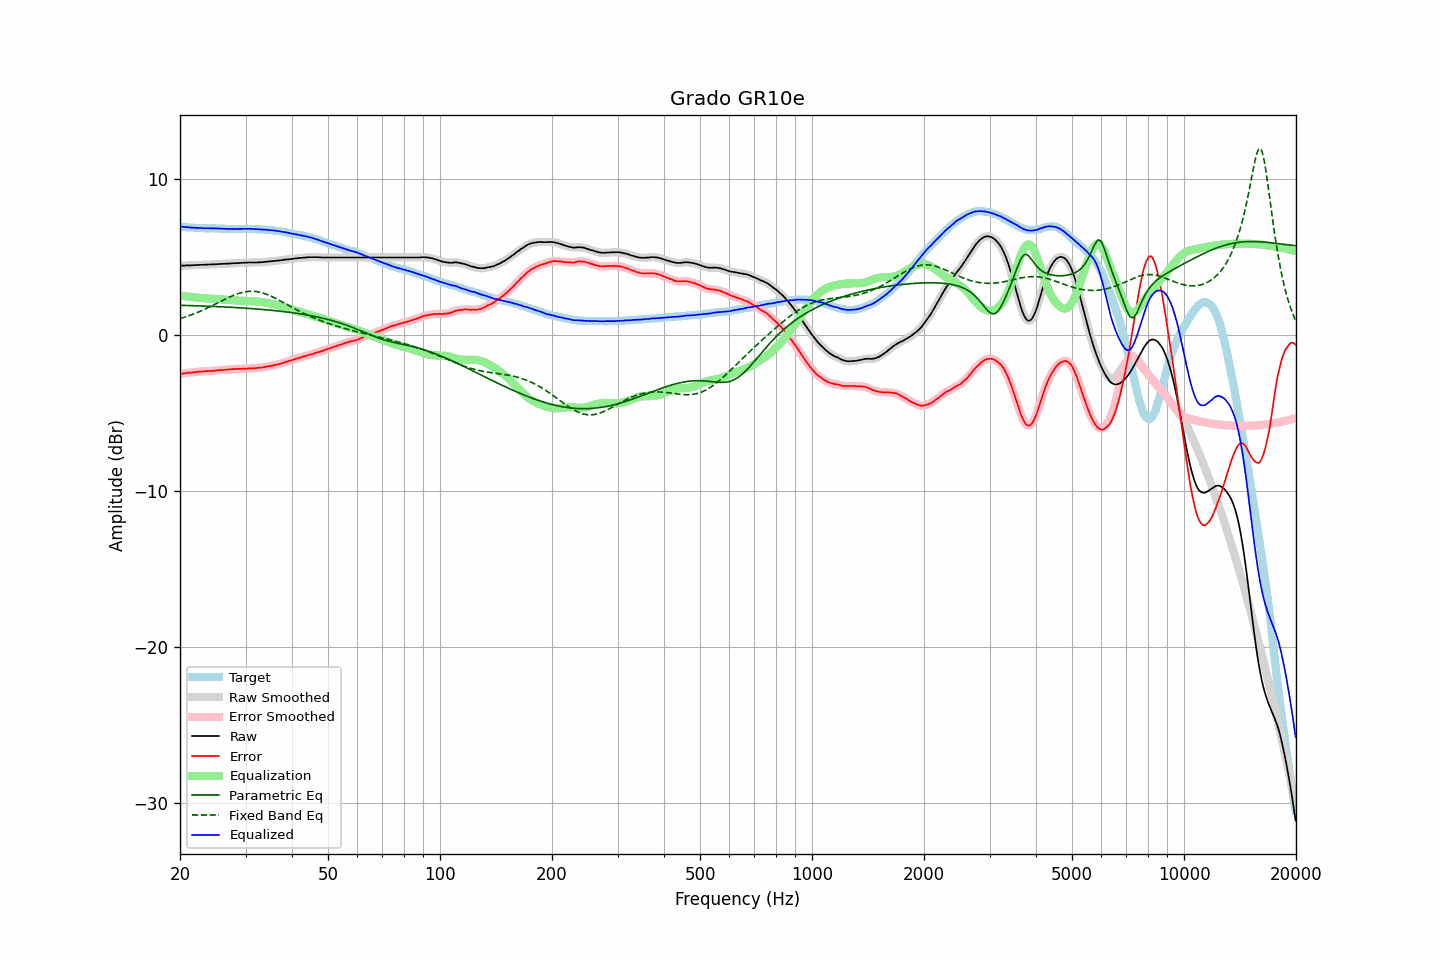 Grado GR10e
Amplitude (dBr)
10
0
−10
−20
−30
Target
Raw Smoothed
Error Smoothed
Raw
Error
Equalization
Parametric Eq
Fixed Band Eq
Equalized
20 50 100 200 500 1000 2000 5000 10000 20000
Frequency (Hz)